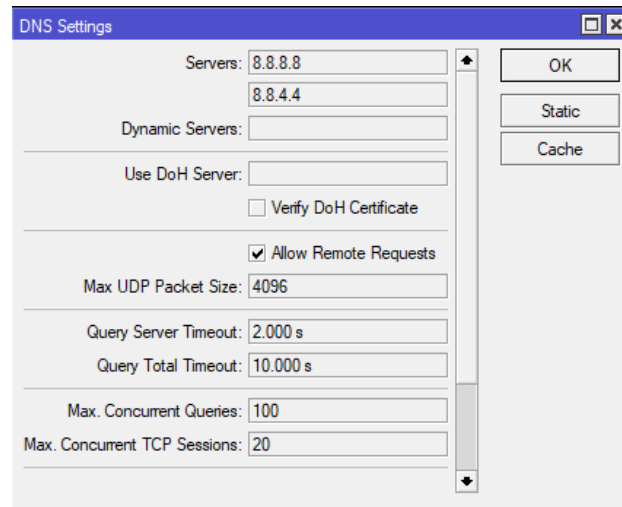 DNS Settings
Servers: 8.8.8.8
8.8.4.4
Dynamic Servers:
Use DoH Server:
Verify DoH Certificate
Allow Remote Requests
Max UDP Packet Size: 4096
Query Server Timeout: 2.000 s
Query Total Timeout: 10.000 s
Max. Concurrent Queries: 100
Max. Concurrent TCP Sessions: 20
OK
Static
Cache